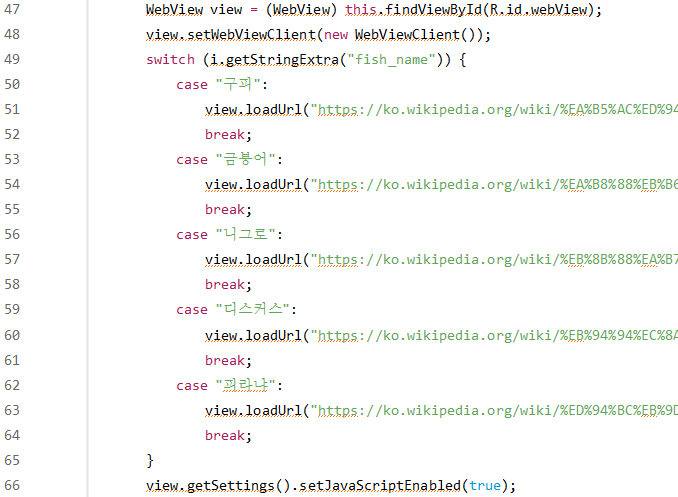 47 WebView view = (WebView) this.findViewById(R.id.webView);
48 view.setWebViewClient(new WebViewClient());
49 switch (i.getStringExtra("fish_name")) {
50 case "구피":
51 view.loadUrl("https://ko.wikipedia.org/wiki/%EA%B5%AC%ED%94
52 break;
53 case "금붕어":
54 view.loadUrl("https://ko.wikipedia.org/wiki/%EA%B8%88%EB%B6
55 break;
56 case "니그로":
57 view.loadUrl("https://ko.wikipedia.org/wiki/%EB%8B%88%EA%B7
58 break;
59 case "디스커스":
60 view.loadUrl("https://ko.wikipedia.org/wiki/%EB%94%94%EC%8A
61 break;
62 case "피라냐":
63 view.loadUrl("https://ko.wikipedia.org/wiki/%ED%94%BC%EB%9D
64 break;
65 }
66 view.getSettings().setJavaScriptEnabled(true);